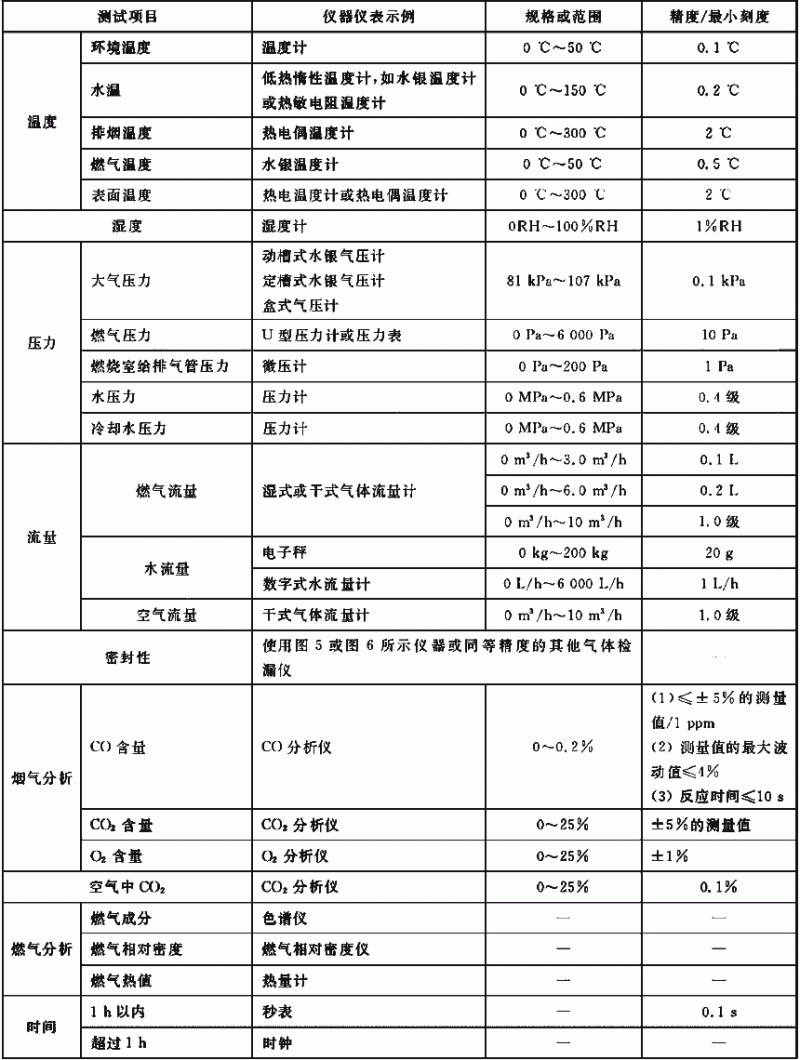 测试项目 仪器仪表示例 规格或范围 精度/最小刻度
温度 环境温度 温度计 0 ℃～50 ℃ 0.1 ℃
水温 低热惰性温度计,如水银温度计
或热敏电阻温度计 0 ℃～150 ℃ 0.2 ℃
排烟温度 热电偶温度计 0 ℃～300 ℃ 2 ℃
燃气温度 水银温度计 0 ℃～50 ℃ 0.5 ℃
表面温度 热电温度计或热电偶温度计 0 ℃～300 ℃ 2 ℃
湿度 湿度计 0RH～100%RH 1%RH
压力 大气压力 动槽式水银气压计
定槽式水银气压计 81 kPa～107 kPa 0.1 kPa
盒式气压计
燃气压力 U 型压力计或压力表 0 Pa～6 000 Pa 10 Pa
燃烧室给排气管压力 微压计 0 Pa～200 Pa 1 Pa
水压力 压力计 0 MPa～0.6 MPa 0.4 级
冷却水压力 压力计 0 MPa～0.6 MPa 0.4 级
流量 燃气流量 湿式或干式气体流量计 0 m³/h～3.0 m³/h 0.1 L
0 m³/h～6.0 m³/h 0.2 L
0 m³/h～10 m³/h 1.0 级
水流量 电子秤 0 kg～200 kg 20 g
数字式水流量计 0 L/h～6 000 L/h 1 L/h
空气流量 干式气体流量计 0 m³/h～10 m³/h 1.0 级
密封性 使用图 5 或图 6 所示仪器或同等精度的其他气体检
漏仪 —
烟气分析 CO 含量 CO 分析仪 0～0.2% (1)≤±5%的测量
值/1 ppm
(2) 测量值的最大波
动值≤4%
(3) 反应时间≤10 s
CO₂ 含量 CO₂ 分析仪 0～25% ±5%的测量值
O₂ 含量 O₂ 分析仪 0～25% ±1%
空气中 CO₂ CO₂ 分析仪 0～25% 0.1%
燃气分析 燃气成分 色谱仪 — —
燃气相对密度 燃气相对密度仪 — —
燃气热值 热量计 — —
时间 1 h 以内 秒表 — 0.1 s
超过 1 h 时钟 — —